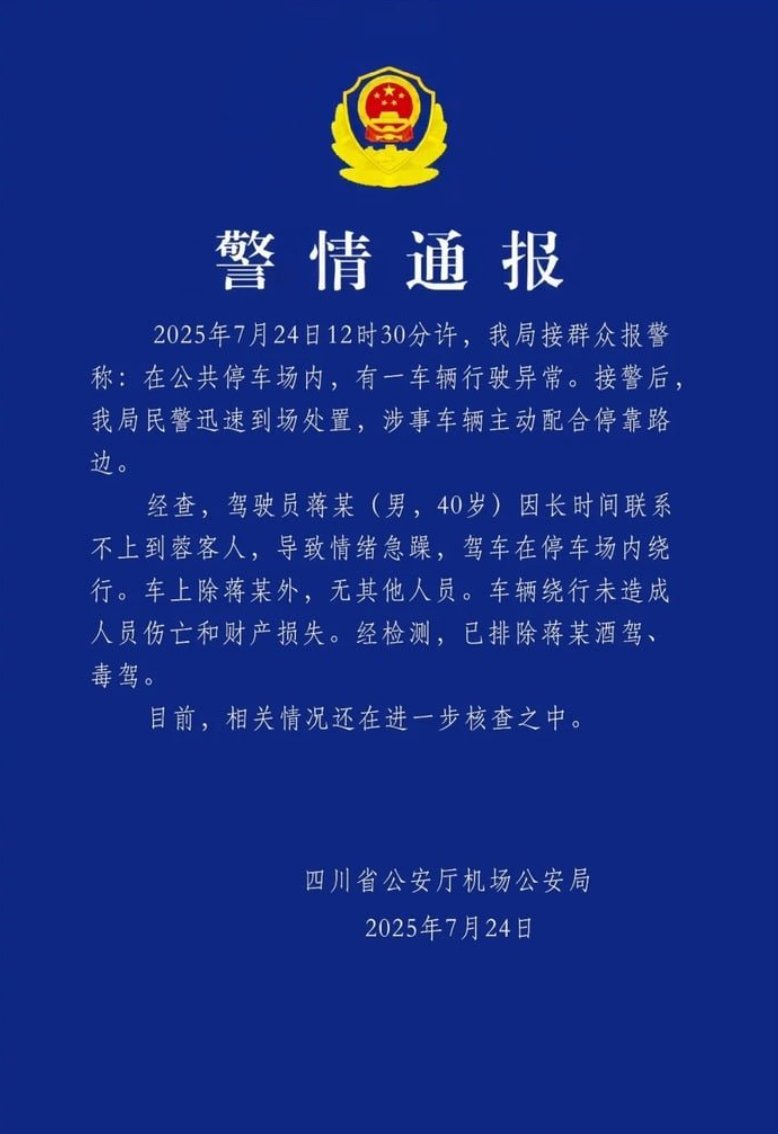 警情通报
2025年7月24日12时30分许，我局接群众报警
称：在公共停车场内，有一车辆行驶异常。接警后，
我局民警迅速到场处置，涉事车辆主动配合停靠路
边。
经查，驾驶员蒋某（男，40岁）因长时间联系
不上到蓉客人，导致情绪急躁，驾车在停车场内绕
行。车上除蒋某外，无其他人员。车辆绕行未造成
人员伤亡和财产损失。经检测，已排除蒋某酒驾、
毒驾。
目前，相关情况还在进一步核查之中。
四川省公安厅机场公安局
2025年7月24日